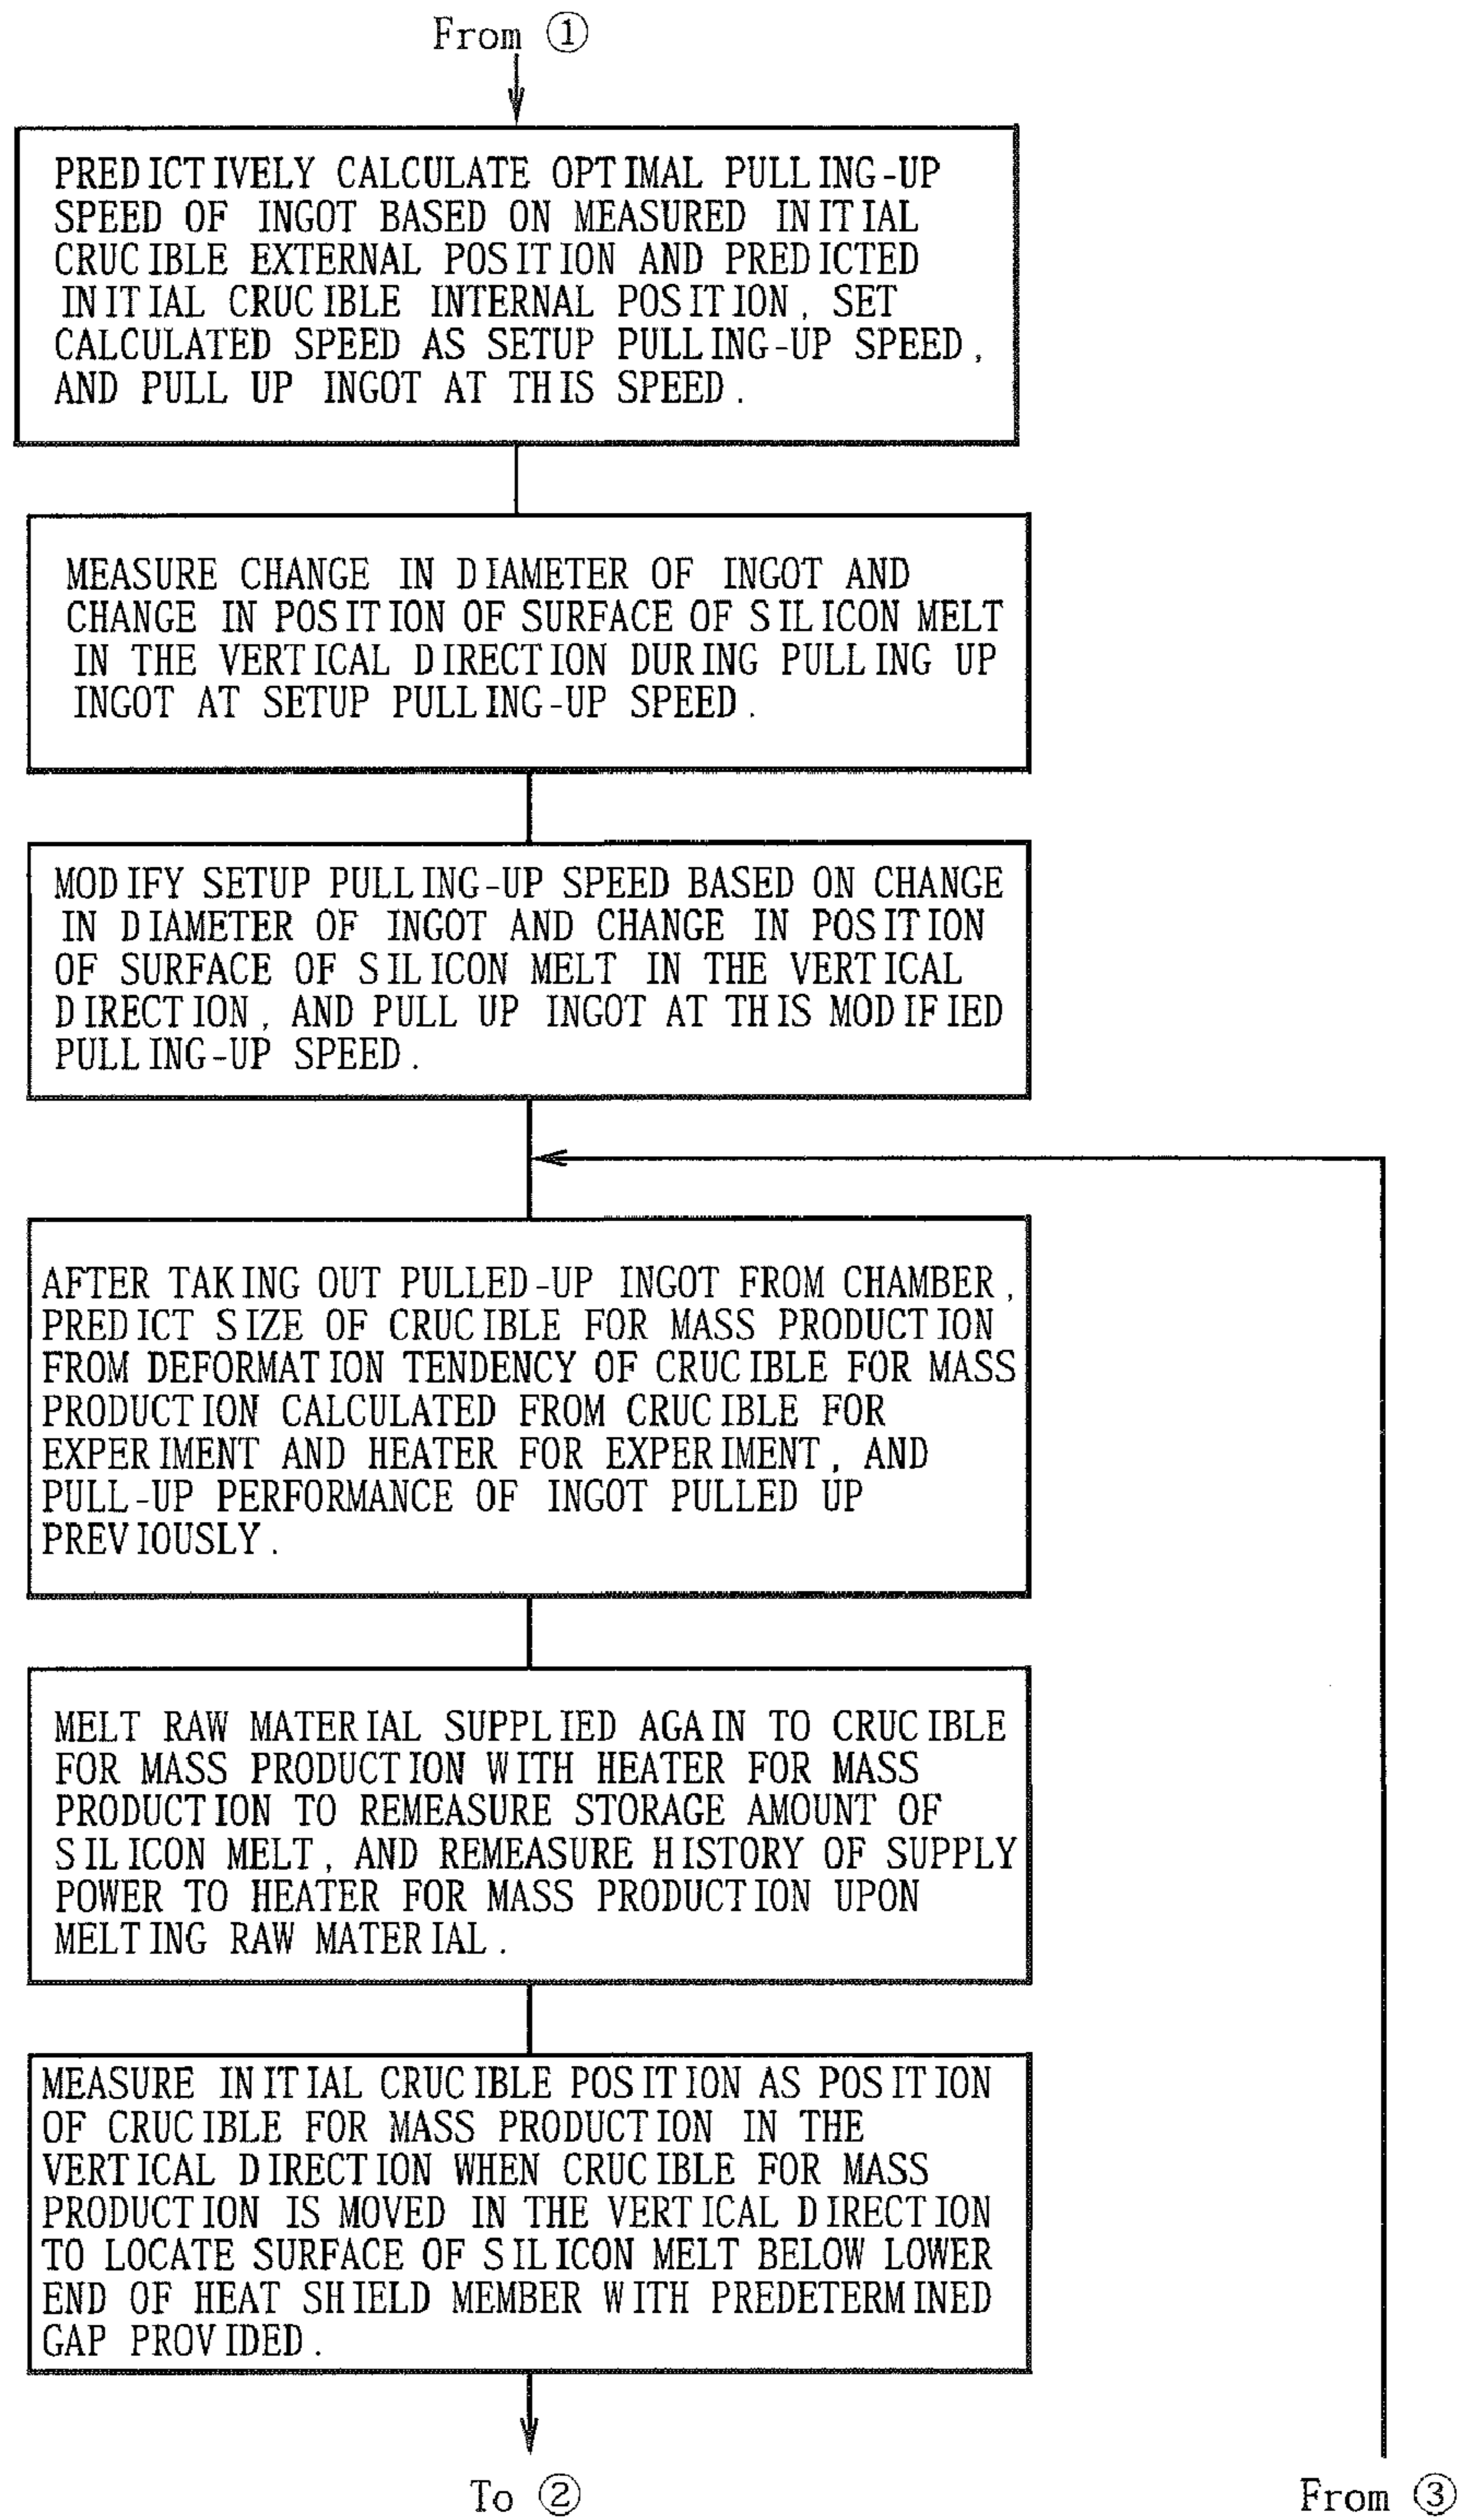 From ①
PREDICTIVELY CALCULATE OPTIMAL PULLING-UP
SPEED OF INGOT BASED ON MEASURED INITIAL
CRUCIBLE EXTERNAL POSITION AND PREDICTED
INITIAL CRUCIBLE INTERNAL POSITION, SET
CALCULATED SPEED AS SETUP PULLING-UP SPEED,
AND PULL UP INGOT AT THIS SPEED.
MEASURE CHANGE IN DIAMETER OF INGOT AND
CHANGE IN POSITION OF SURFACE OF SILICON MELT
IN THE VERTICAL DIRECTION DURING PULLING UP
INGOT AT SETUP PULLING-UP SPEED.
MODIFY SETUP PULLING-UP SPEED BASED ON CHANGE
IN DIAMETER OF INGOT AND CHANGE IN POSITION
OF SURFACE OF SILICON MELT IN THE VERTICAL
DIRECTION, AND PULL UP INGOT AT THIS MODIFIED
PULLING-UP SPEED.
AFTER TAKING OUT PULLED-UP INGOT FROM CHAMBER,
PREDICT SIZE OF CRUCIBLE FOR MASS PRODUCTION
FROM DEFORMATION TENDENCY OF CRUCIBLE FOR MASS
PRODUCTION CALCULATED FROM CRUCIBLE FOR
EXPERIMENT AND HEATER FOR EXPERIMENT, AND
PULL-UP PERFORMANCE OF INGOT PULLED UP
PREVIOUSLY.
MELT RAW MATERIAL SUPPLIED AGAIN TO CRUCIBLE
FOR MASS PRODUCTION WITH HEATER FOR MASS
PRODUCTION TO REMEASURE STORAGE AMOUNT OF
SILICON MELT, AND REMEASURE HISTORY OF SUPPLY
POWER TO HEATER FOR MASS PRODUCTION UPON
MELTING RAW MATERIAL.
MEASURE INITIAL CRUCIBLE POSITION AS POSITION
OF CRUCIBLE FOR MASS PRODUCTION IN THE
VERTICAL DIRECTION WHEN CRUCIBLE FOR MASS
PRODUCTION IS MOVED IN THE VERTICAL DIRECTION
TO LOCATE SURFACE OF SILICON MELT BELOW LOWER
END OF HEAT SHIELD MEMBER WITH PREDETERMINED
GAP PROVIDED.
To ②
From ③